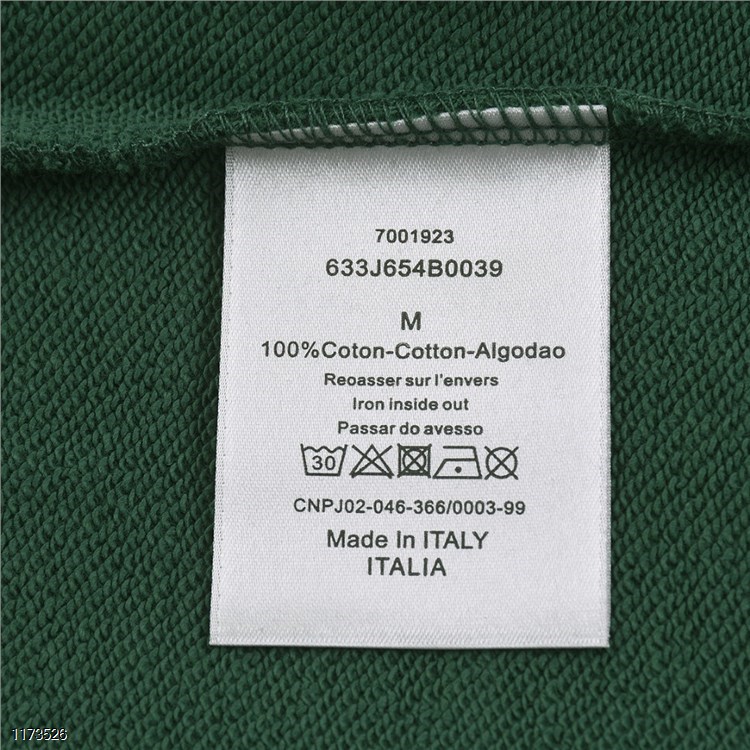 7001923
633J654B0039
M
100%Coton-Cotton-Algodao
Reoasser sur l'envers
Iron inside out
Passar do avesso
30
CNPJ02-046-366/0003-99
Made In ITALY
ITALIA
1173526